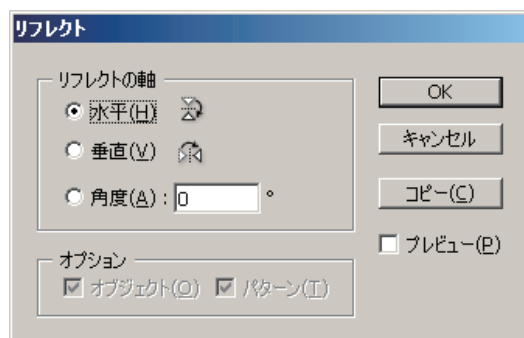 リフレクト
リフレクトの軸
水平(H)
垂直(V)
角度(A) : 0 °
オプション
オブジェクト(O) パターン(T)
OK
キャンセル
コピー(C)
プレビュー(P)